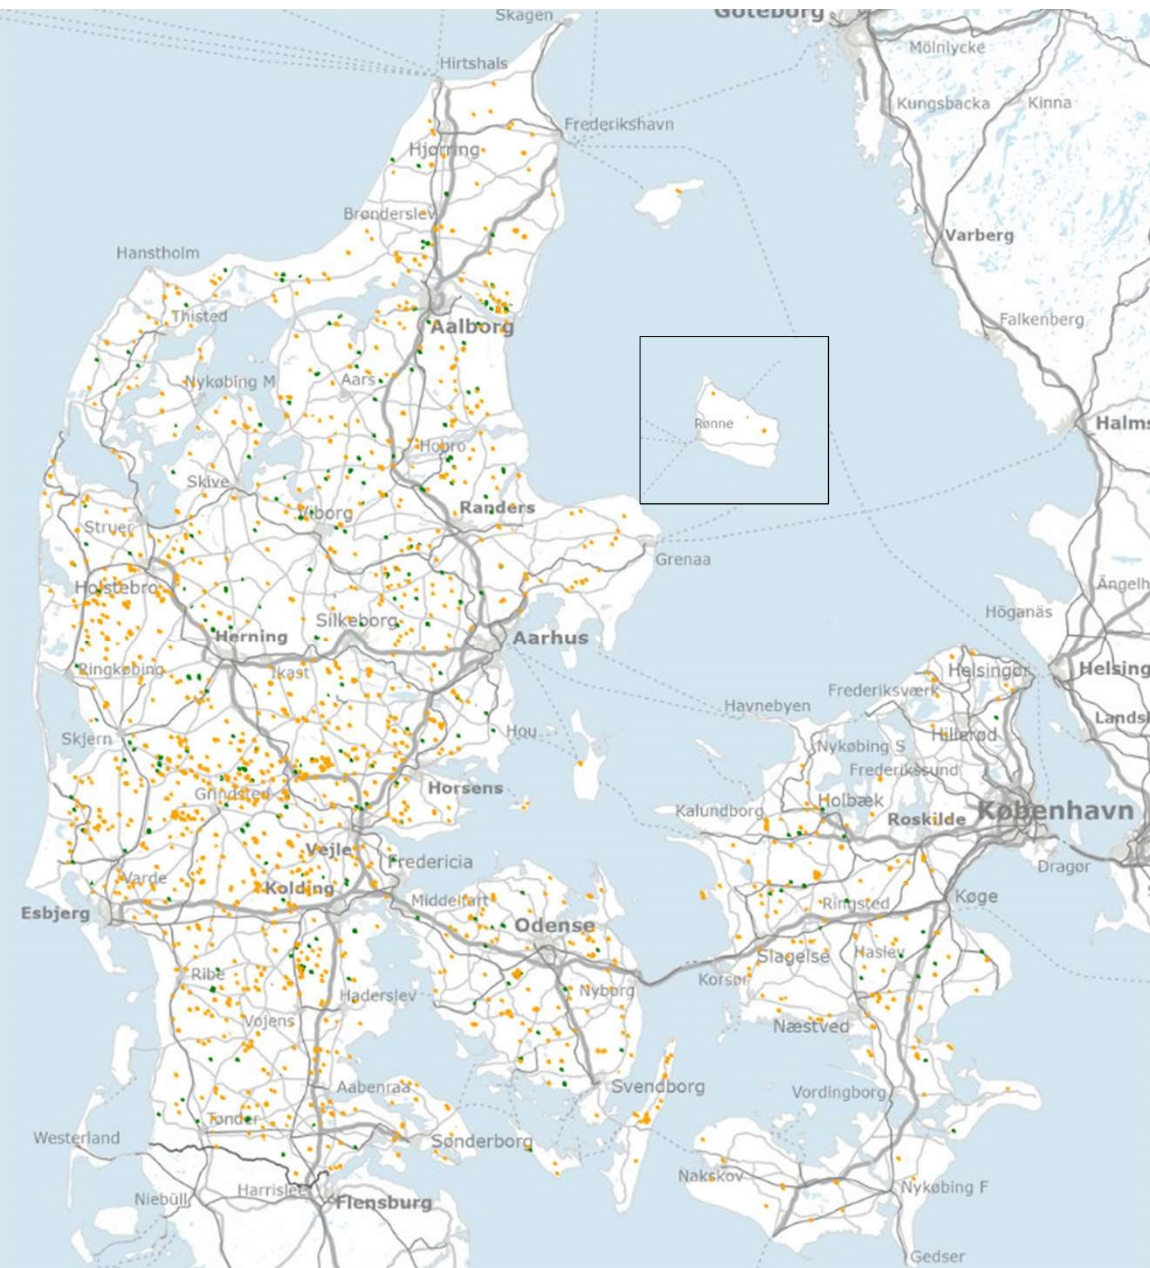 Skagen
Göteborg
Mölnlycke
Hirtshals
Kungsbacka
Kinna
Frederikshavn
Hjørring
Brønderslev
Varberg
Hanstholm
Thisted
Falkenberg
Aalborg
Nykøbing M
Aars
Rønne
Halms
Hobro
Skive
Viborg
Randers
Struer
Grenaa
Holstebro
Ängelh
Höganäs
Silkeborg
Herning
Aarhus
Ringkøbing
Ikast
Helsingør
Helsing
Frederiksværk
Havnebyen
Landsk
Hou
Skjern
Hillerød
Nykøbing S
Frederikssund
Grindsted
Horsens
Holbæk
Kalundborg
København
Roskilde
Vejle
Fredericia
Dragør
Varde
Kolding
Middelfart
Ringsted
Køge
Esbjerg
Odense
Slagelse
Haslev
Ribe
Korsør
Nyborg
Haderslev
Vojens
Næstved
Aabenraa
Svendborg
Vordingborg
Tønder
Westerland
Sønderborg
Nakskov
Harrislee
Nykøbing F
Niebüll
Flensburg
Gedser